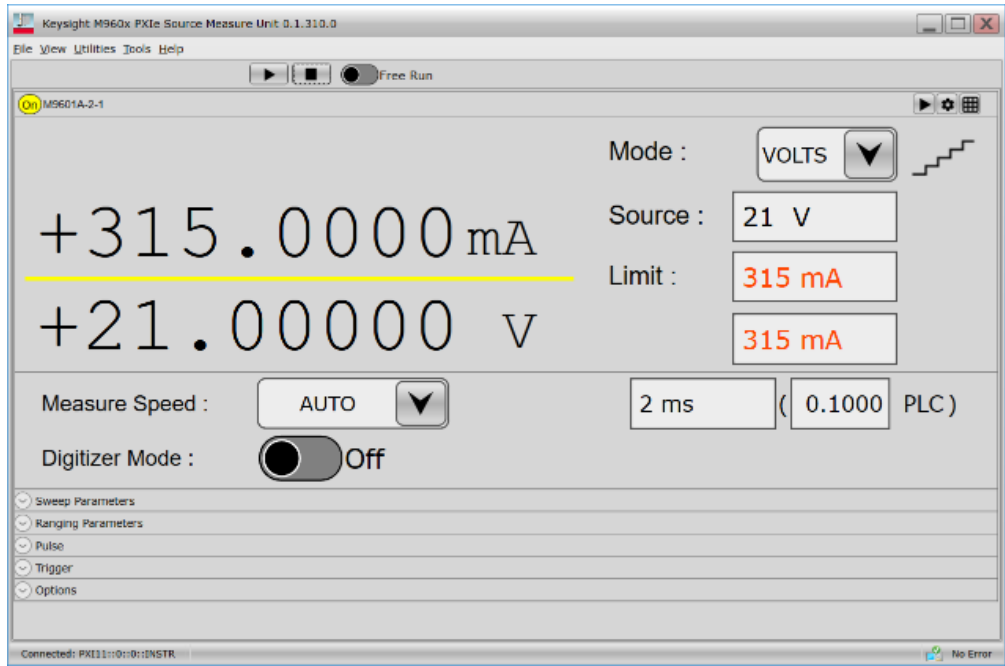 Keysight M960x PXIe Source Measure Unit 0.1.310.0
File View Utilities Tools Help
Free Run
On M9601A-2-1
Mode : VOLTS
+315.0000 mA
Source : 21 V
Limit : 315 mA
+21.00000 V
315 mA
Measure Speed : AUTO 2 ms ( 0.1000 PLC )
Digitizer Mode : Off
Sweep Parameters
Ranging Parameters
Pulse
Trigger
Options
Connected: PXI11::0::0::INSTR No Error